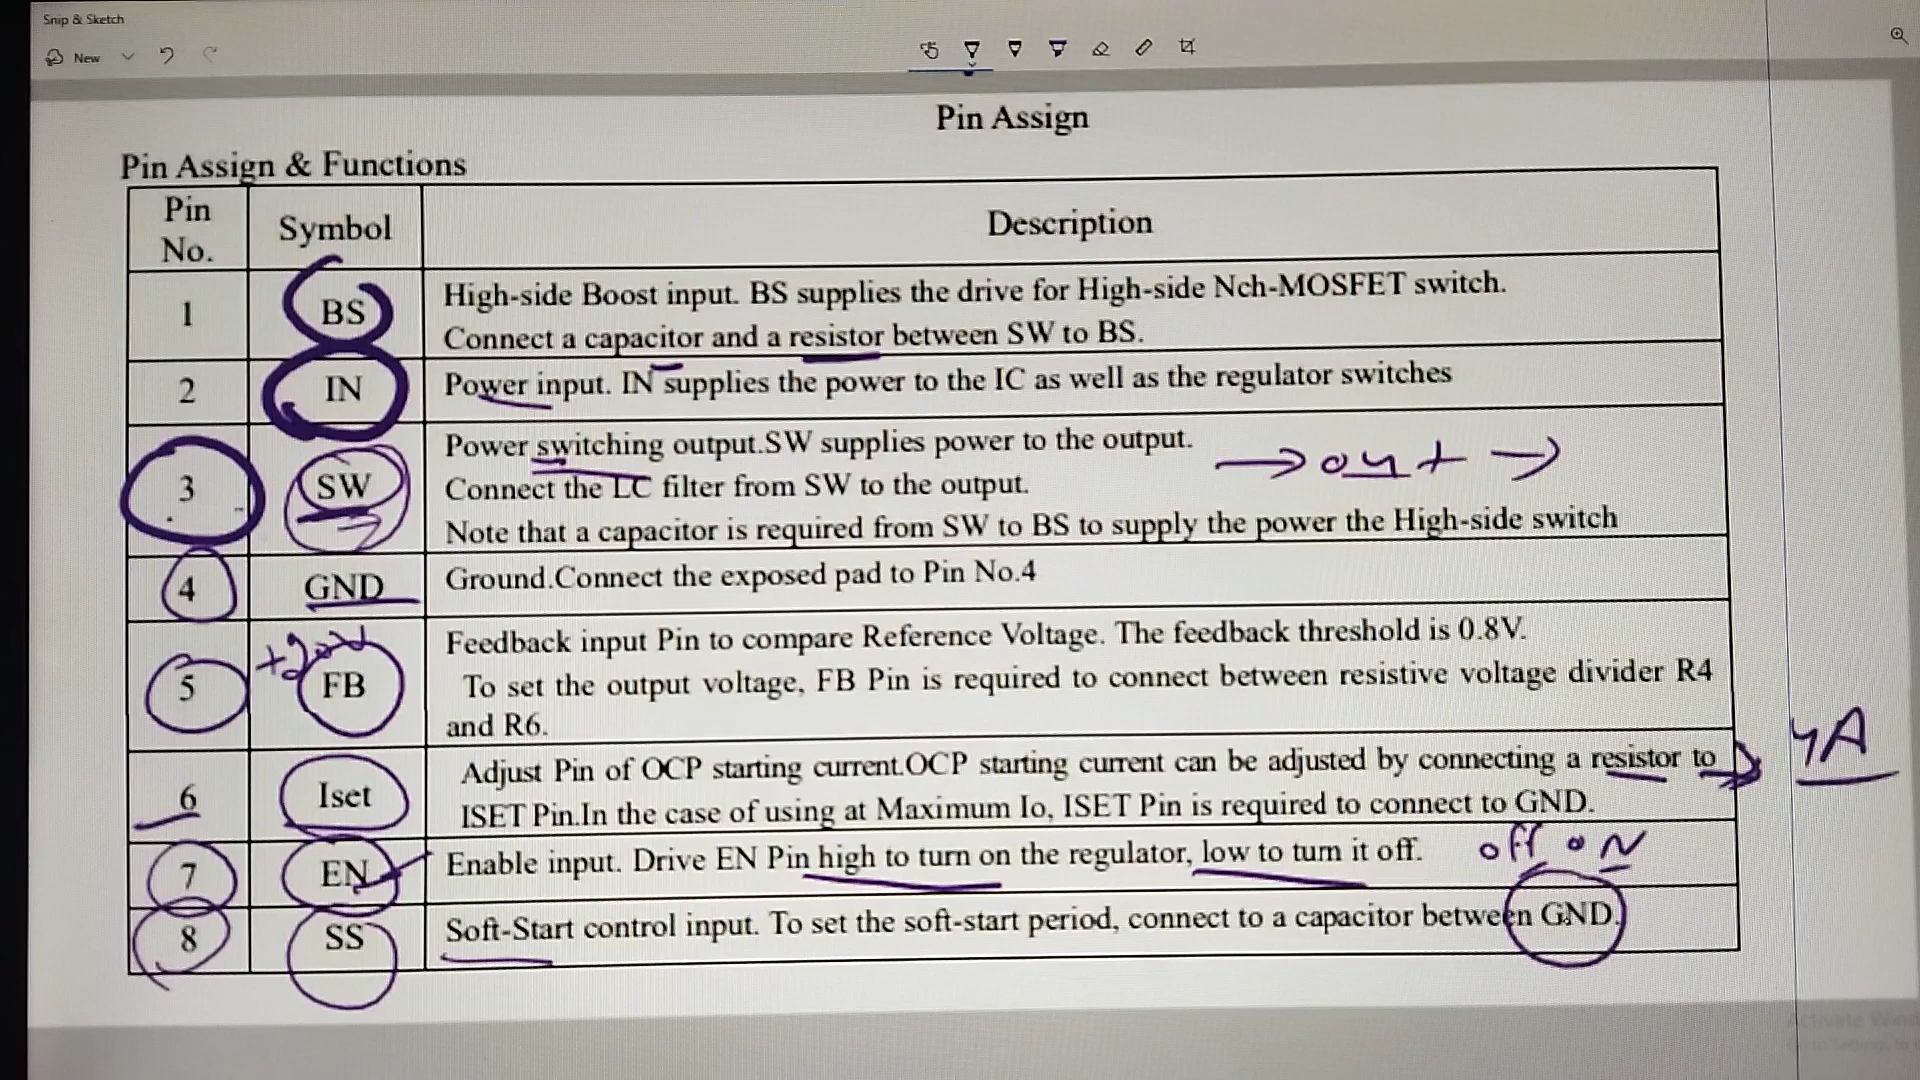 Snip & Sketch
New
Pin Assign
Pin Assign & Functions
Pin No.
Symbol
Description
1
BS
High-side Boost input. BS supplies the drive for High-side Nch-MOSFET switch.
Connect a capacitor and a resistor between SW to BS.
2
IN
Power input. IN supplies the power to the IC as well as the regulator switches
3
SW
Power switching output.SW supplies power to the output.
Connect the LC filter from SW to the output.
Note that a capacitor is required from SW to BS to supply the power the High-side switch
out
4
GND
Ground.Connect the exposed pad to Pin No.4
5
FB
Feedback input Pin to compare Reference Voltage. The feedback threshold is 0.8V.
To set the output voltage, FB Pin is required to connect between resistive voltage divider R4
and R6.
6
Iset
Adjust Pin of OCP starting current.OCP starting current can be adjusted by connecting a resistor to
ISET Pin.In the case of using at Maximum Io, ISET Pin is required to connect to GND.
4A
7
EN
Enable input. Drive EN Pin high to turn on the regulator, low to turn it off.
off oN
8
SS
Soft-Start control input. To set the soft-start period, connect to a capacitor between GND.